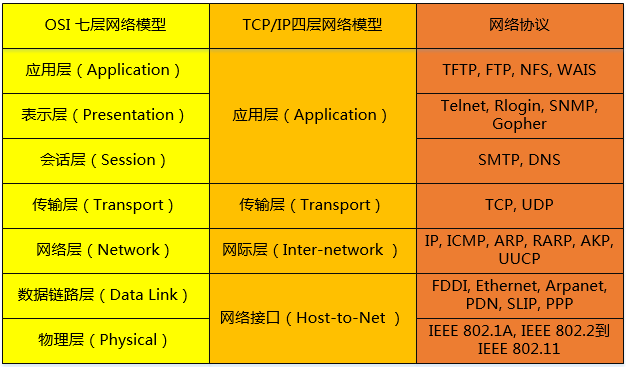 OSI 七层网络模型
TCP/IP四层网络模型
网络协议
应用层（Application）
应用层（Application）
TFTP, FTP, NFS, WAIS
表示层（Presentation）
Telnet, Rlogin, SNMP,
Gopher
会话层（Session）
SMTP, DNS
传输层（Transport）
传输层（Transport）
TCP, UDP
网络层（Network）
网际层（Inter-network ）
IP, ICMP, ARP, RARP, AKP,
UUCP
数据链路层（Data Link）
网络接口（Host-to-Net ）
FDDI, Ethernet, Arpanet,
PDN, SLIP, PPP
物理层（Physical）
IEEE 802.1A, IEEE 802.2到
IEEE 802.11